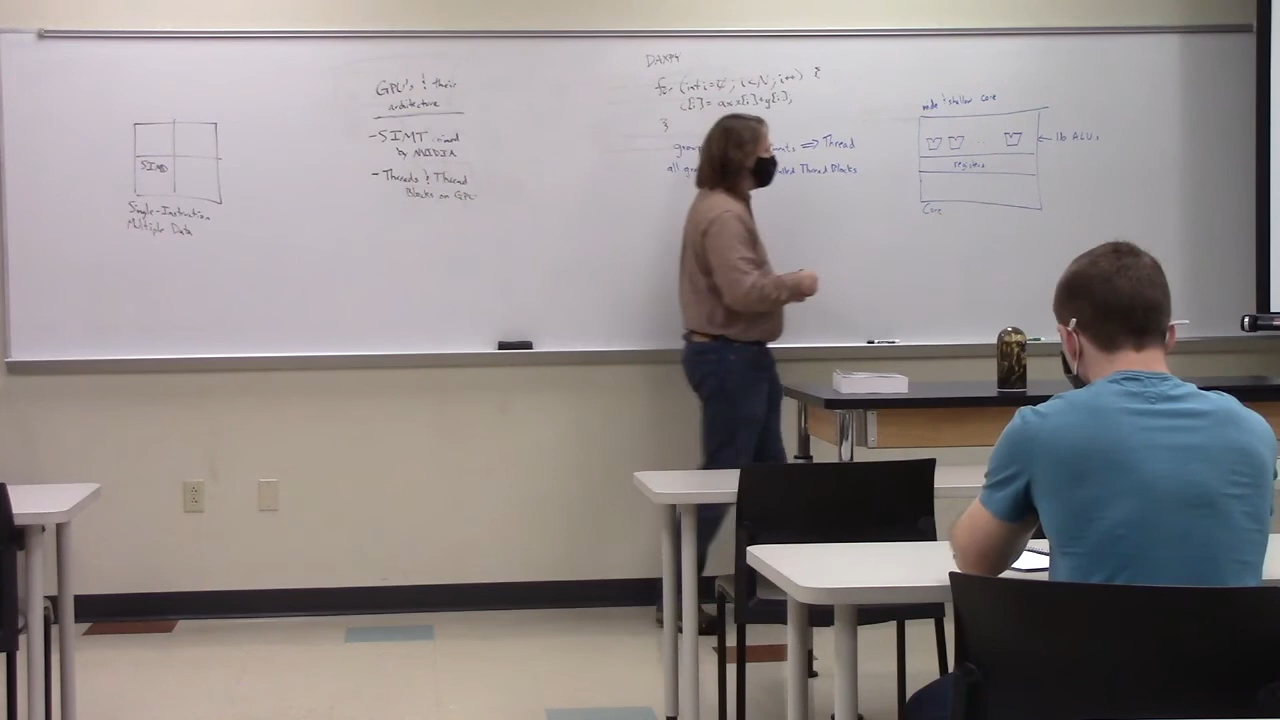 SIMD
Single-Instruction
Multiple Data
GPU's & their
architecture
- SIMT coined
by NVIDIA
- Threads & Thread
Blocks on GPU
DAXPY
for (int i=0; i<N; i++) {
[i] = a*x[i]+y[i];
}
⇒ Thread
all Thread Blocks
wide & shallow core
← 16 ALUs
registers
Core